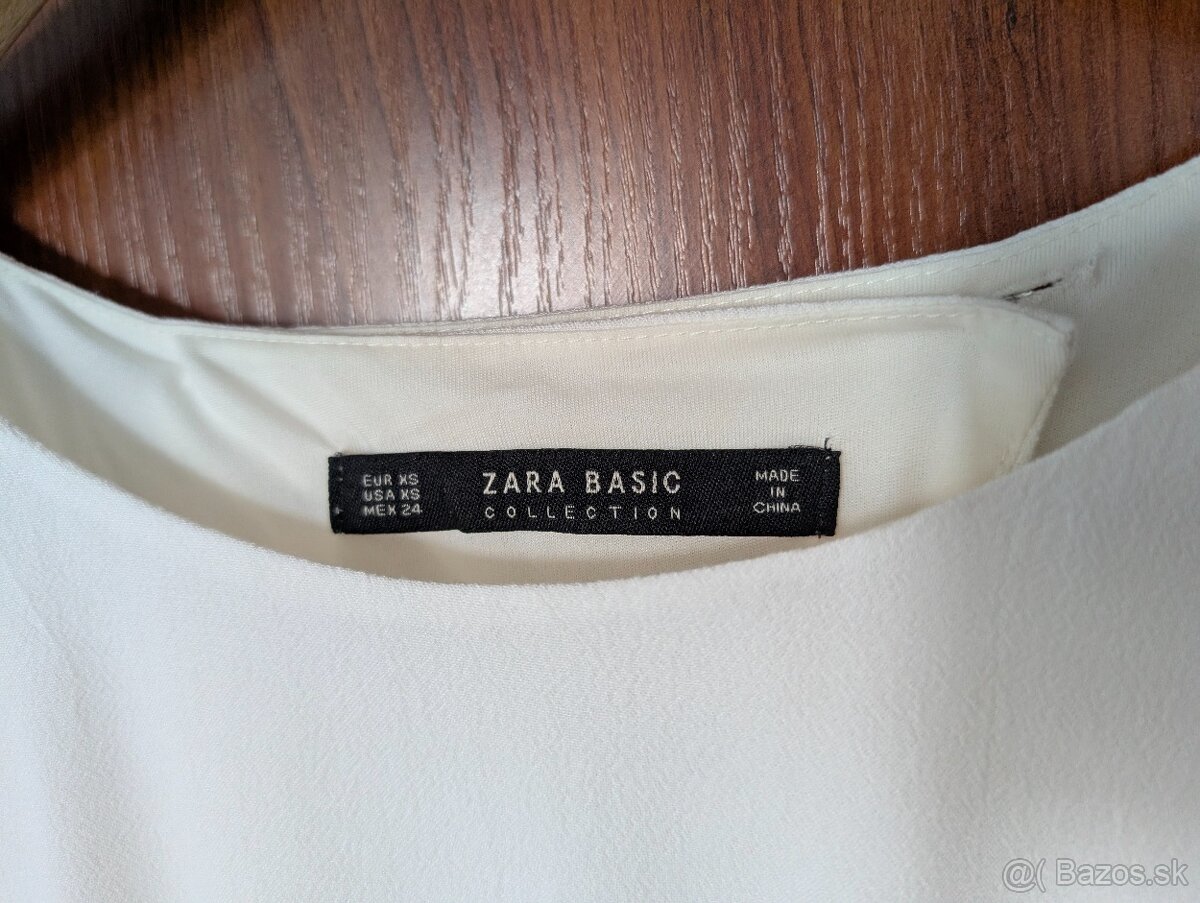 EUR XS
USA XS
MEX 24
ZARA BASIC
COLLECTION
MADE
IN
CHINA
@( Bazos.sk